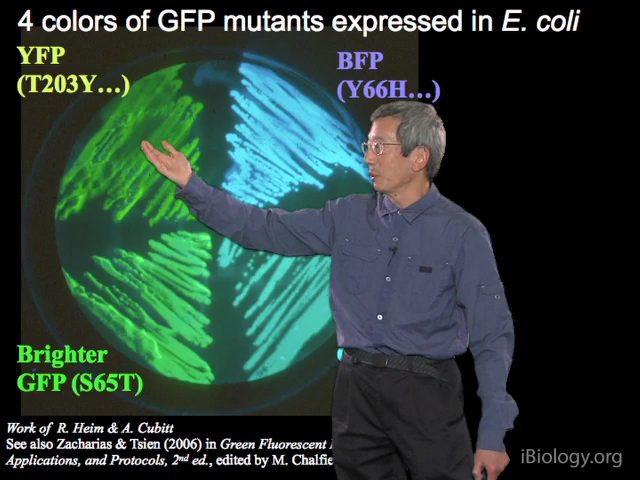 4 colors of GFP mutants expressed in E. coli
YFP
(T203Y…)
BFP
(Y66H…)
Brighter
GFP (S65T)
Work of R. Heim & A. Cubitt
See also Zacharias & Tsien (2006) in Green Fluorescent
Applications, and Protocols, 2nd ed., edited by M. Chalfie
iBiology.org